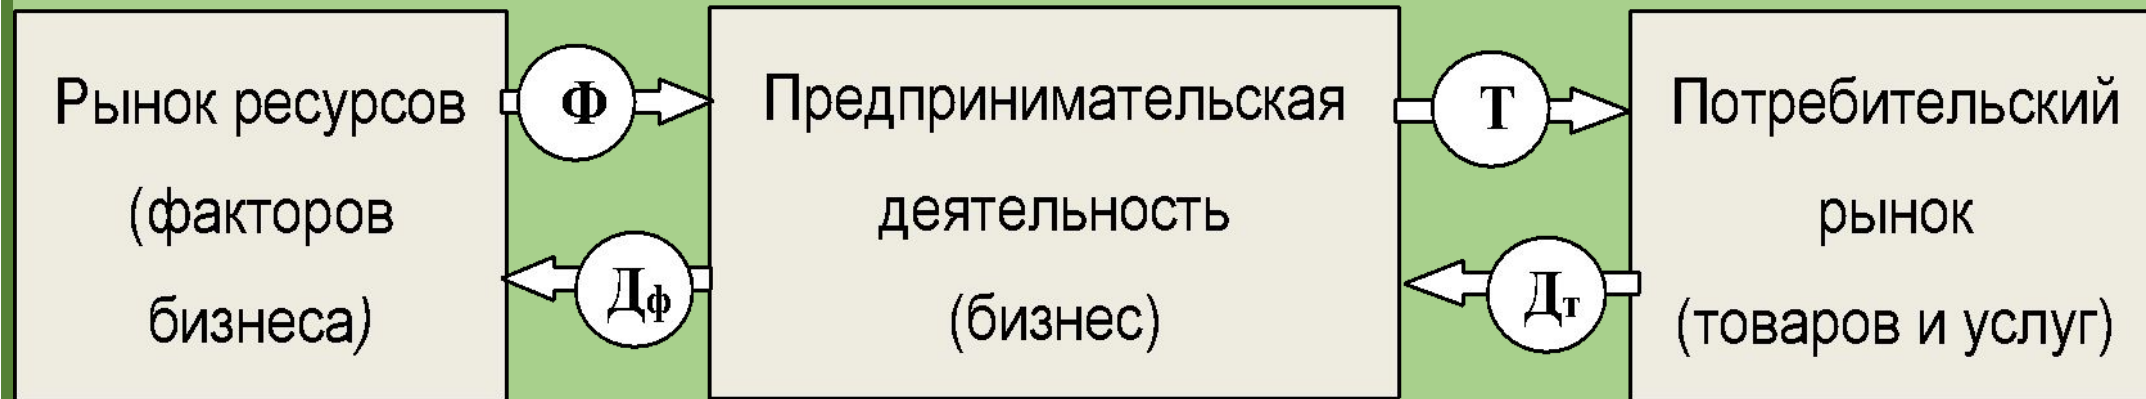 Рынок ресурсов
(факторов
бизнеса)
Ф
Дф
Предпринимательская
деятельность
(бизнес)
Т
Дт
Потребительский
рынок
(товаров и услуг)